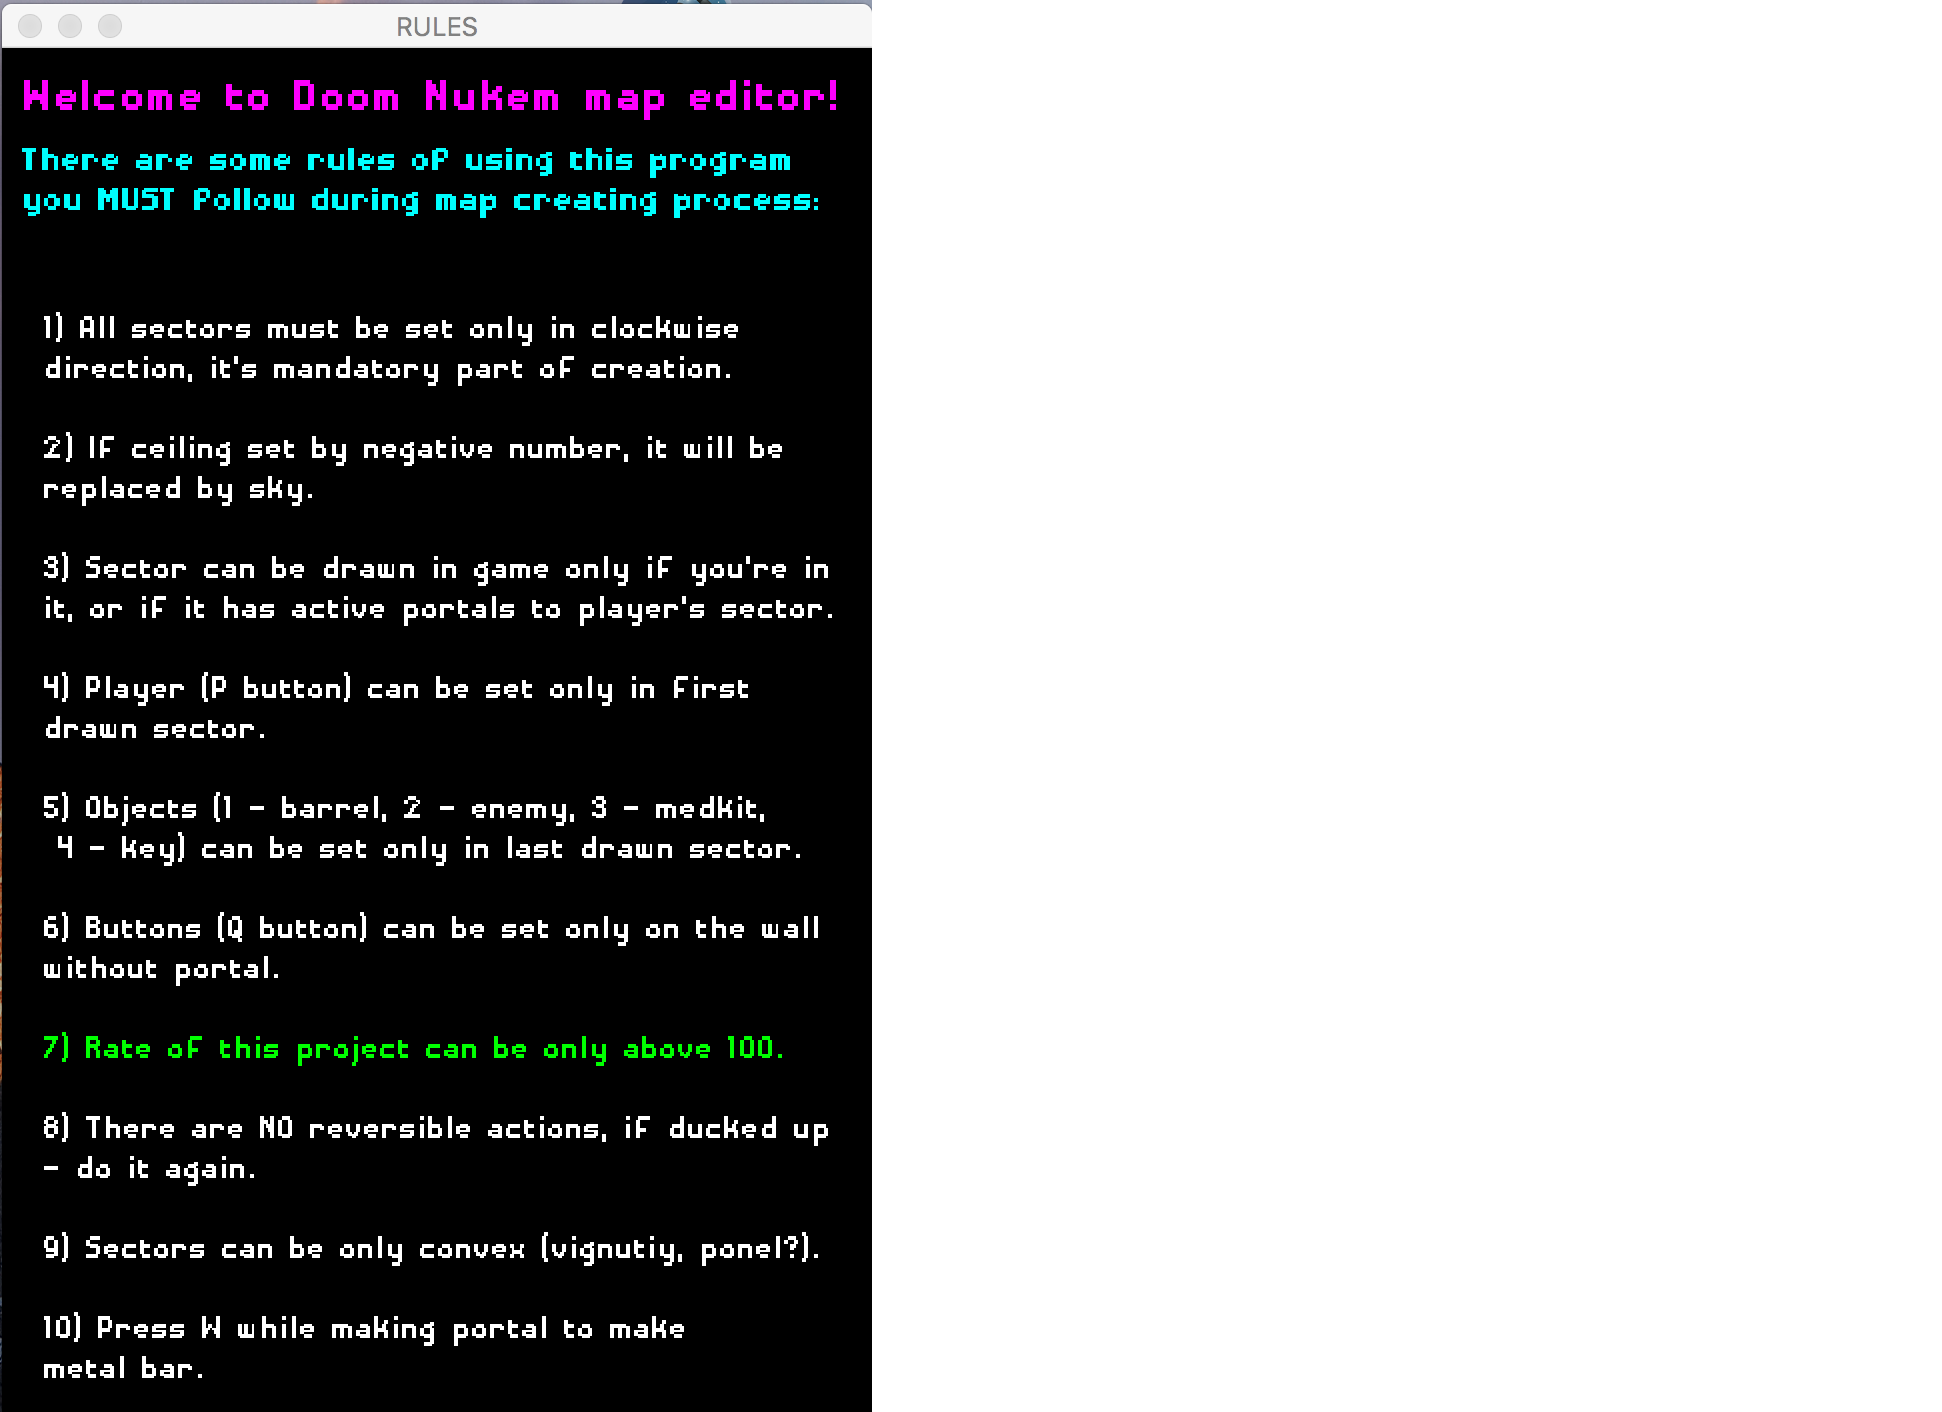 RULES
Welcome to Doom Nukem map editor!
There are some rules of using this program
you MUST follow during map creating process:
1) All sectors must be set only in clockwise
direction, it's mandatory part of creation.
2) If ceiling set by negative number, it will be
replaced by sky.
3) Sector can be drawn in game only if you're in
it, or if it has active portals to player's sector.
4) Player (P button) can be set only in first
drawn sector.
5) Objects (1 - barrel, 2 - enemy, 3 - medkit,
4 - key) can be set only in last drawn sector.
6) Buttons (Q button) can be set only on the wall
without portal.
7) Rate of this project can be only above 100.
8) There are NO reversible actions, if ducked up
- do it again.
9) Sectors can be only convex (vignutiy, ponel?).
10) Press W while making portal to make
metal bar.